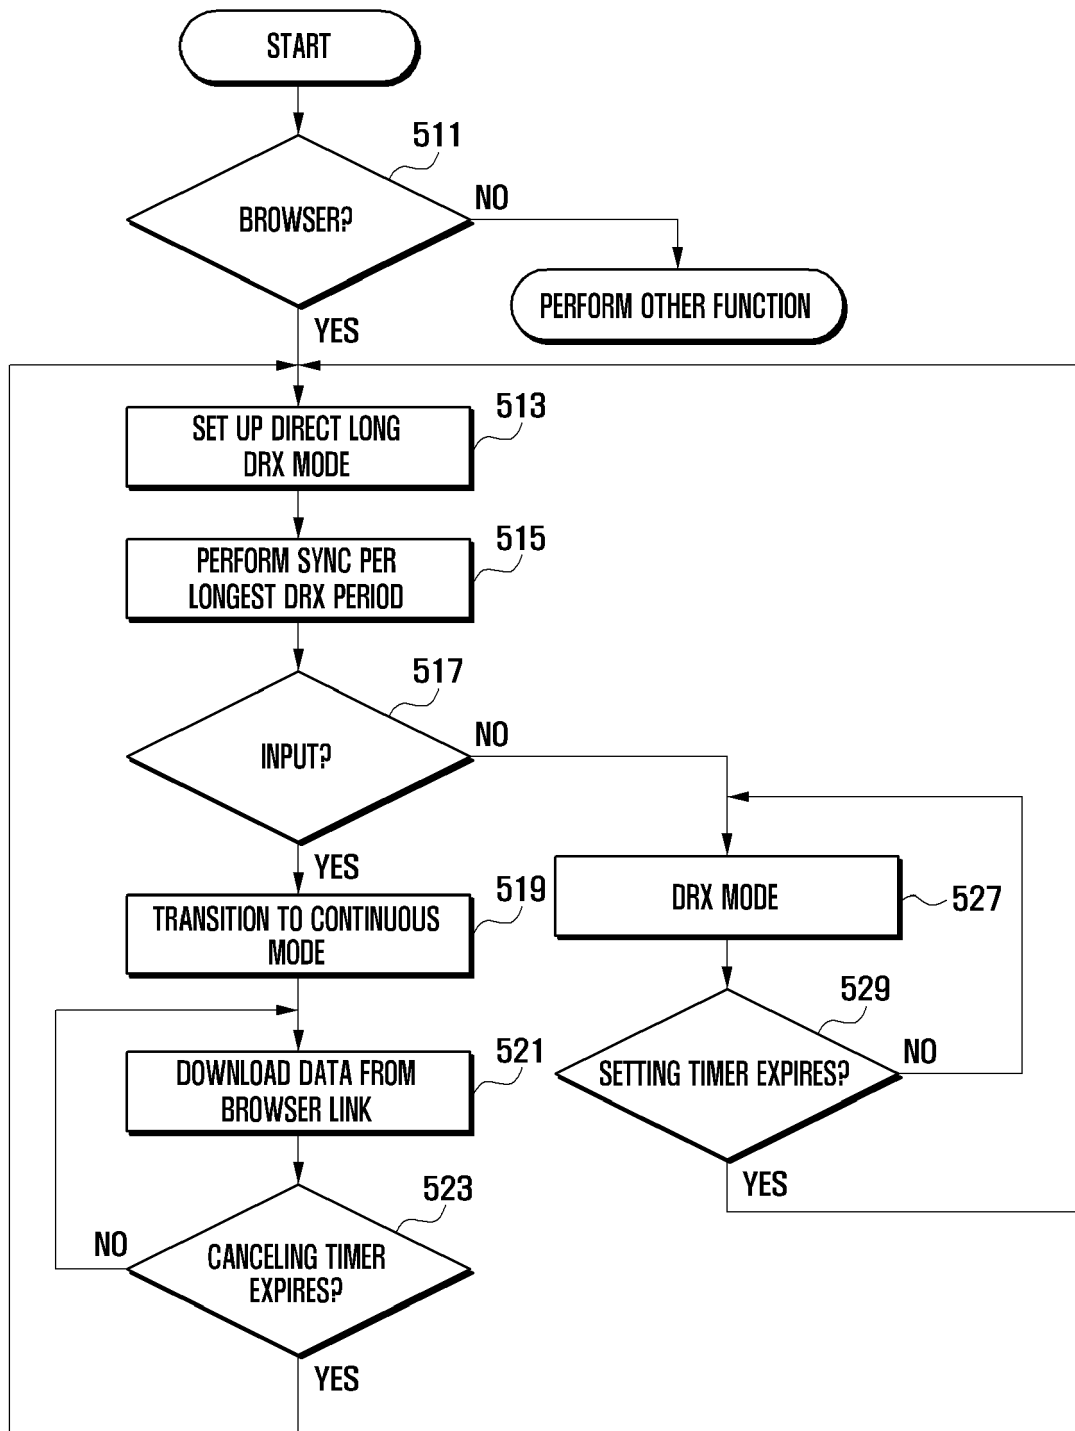 START
511
BROWSER?
NO
PERFORM OTHER FUNCTION
YES
SET UP DIRECT LONG
DRX MODE
513
PERFORM SYNC PER
LONGEST DRX PERIOD
515
517
INPUT?
NO
YES
TRANSITION TO CONTINUOUS
MODE
519
DRX MODE
527
529
SETTING TIMER EXPIRES?
NO
YES
DOWNLOAD DATA FROM
BROWSER LINK
521
523
CANCELING TIMER
EXPIRES?
NO
YES